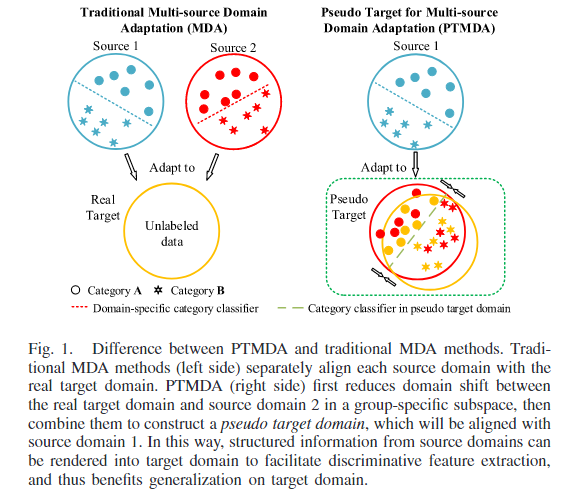 Traditional Multi-source Domain
Adaptation (MDA)
Source 1
Source 2
Adapt to
Real
Target
Unlabeled
data
Pseudo Target for Multi-source
Domain Adaptation (PTMDA)
Source 1
Adapt to
Pseudo
Target
Category A
Category B
Domain-specific category classifier
Category classifier in pseudo target domain
Fig. 1. Difference between PTMDA and traditional MDA methods. Tradi-
tional MDA methods (left side) separately align each source domain with the
real target domain. PTMDA (right side) first reduces domain shift between
the real target domain and source domain 2 in a group-specific subspace, then
combine them to construct a pseudo target domain, which will be aligned with
source domain 1. In this way, structured information from source domains can
be rendered into target domain to facilitate discriminative feature extraction,
and thus benefits generalization on target domain.